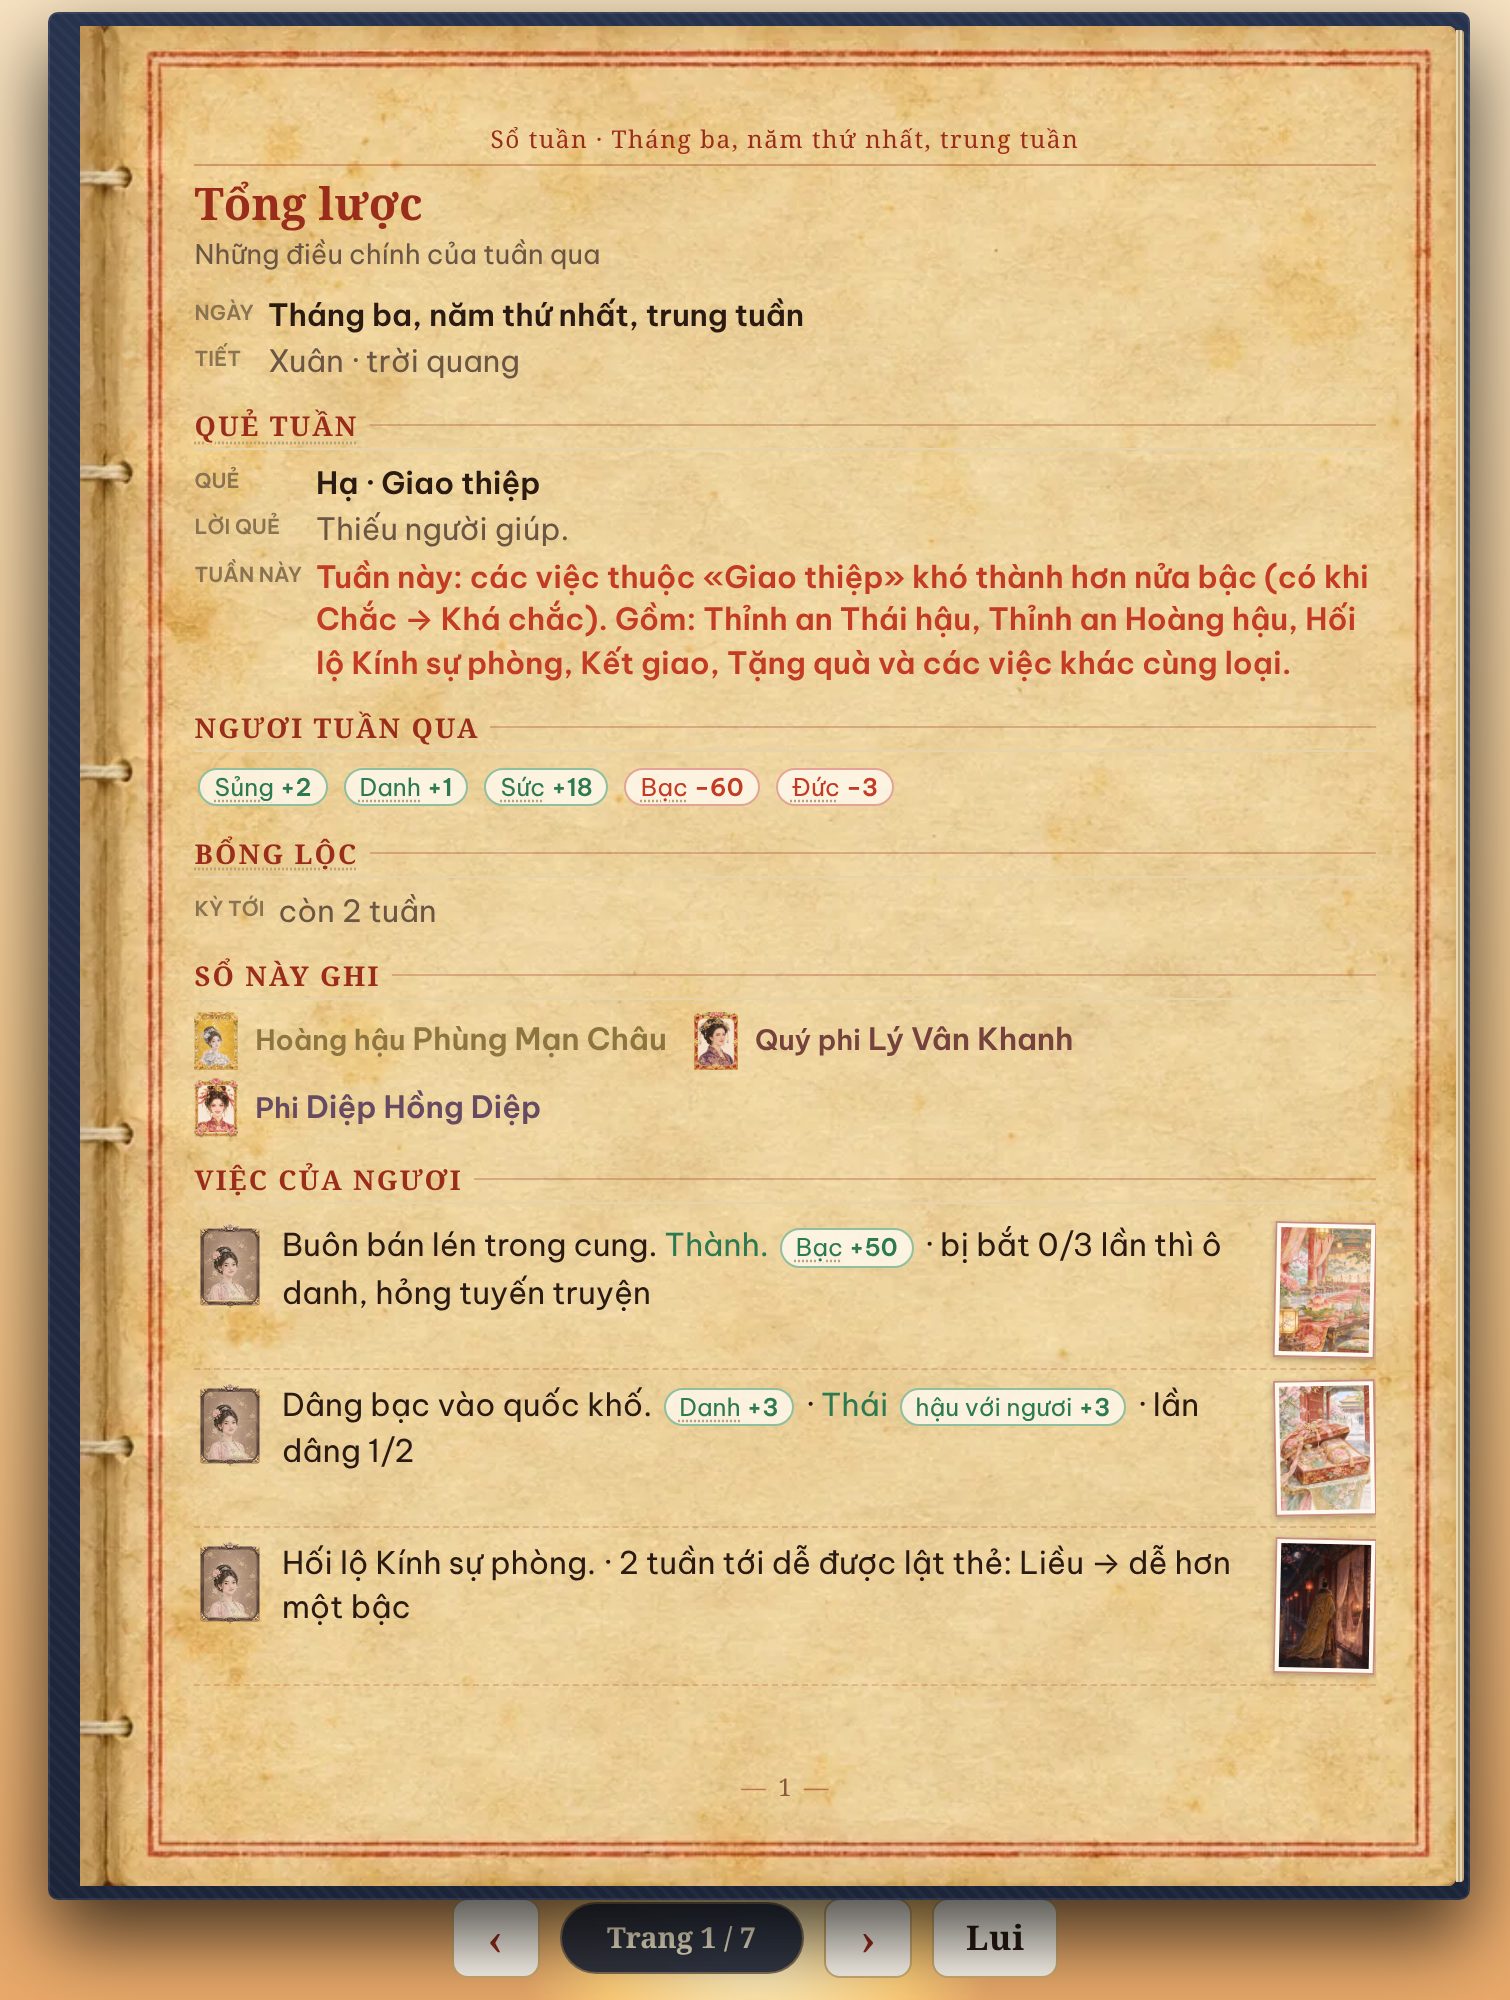 Sổ tuần · Tháng ba, năm thứ nhất, trung tuần
Tổng lược
Những điều chính của tuần qua
NGÀY Tháng ba, năm thứ nhất, trung tuần
TIẾT Xuân · trời quang
QUẺ TUẦN
QUẺ Hạ · Giao thiệp
LỜI QUẺ Thiếu người giúp.
TUẦN NÀY Tuần này: các việc thuộc «Giao thiệp» khó thành hơn nửa bậc (có khi
Chắc → Khá chắc). Gồm: Thỉnh an Thái hậu, Thỉnh an Hoàng hậu, Hối
lộ Kính sự phòng, Kết giao, Tặng quà và các việc khác cùng loại.
NGƯƠI TUẦN QUA
Sủng +2 Danh +1 Sức +18 Bạc −60 Đức −3
BỔNG LỘC
KỲ TỚI còn 2 tuần
SỔ NÀY GHI
Hoàng hậu Phùng Mạn Châu Quý phi Lý Vân Khanh
Phi Diệp Hồng Diệp
VIỆC CỦA NGƯƠI
Buôn bán lén trong cung. Thành. Bạc +50 · bị bắt 0/3 lần thì ô
danh, hỏng tuyến truyện
Dâng bạc vào quốc khố. Danh +3 · Thái hậu với ngươi +3 · lần
dâng 1/2
Hối lộ Kính sự phòng. · 2 tuần tới dễ được lật thẻ: Liều → dễ hơn
một bậc
— 1 —
‹ Trang 1 / 7 › Lui